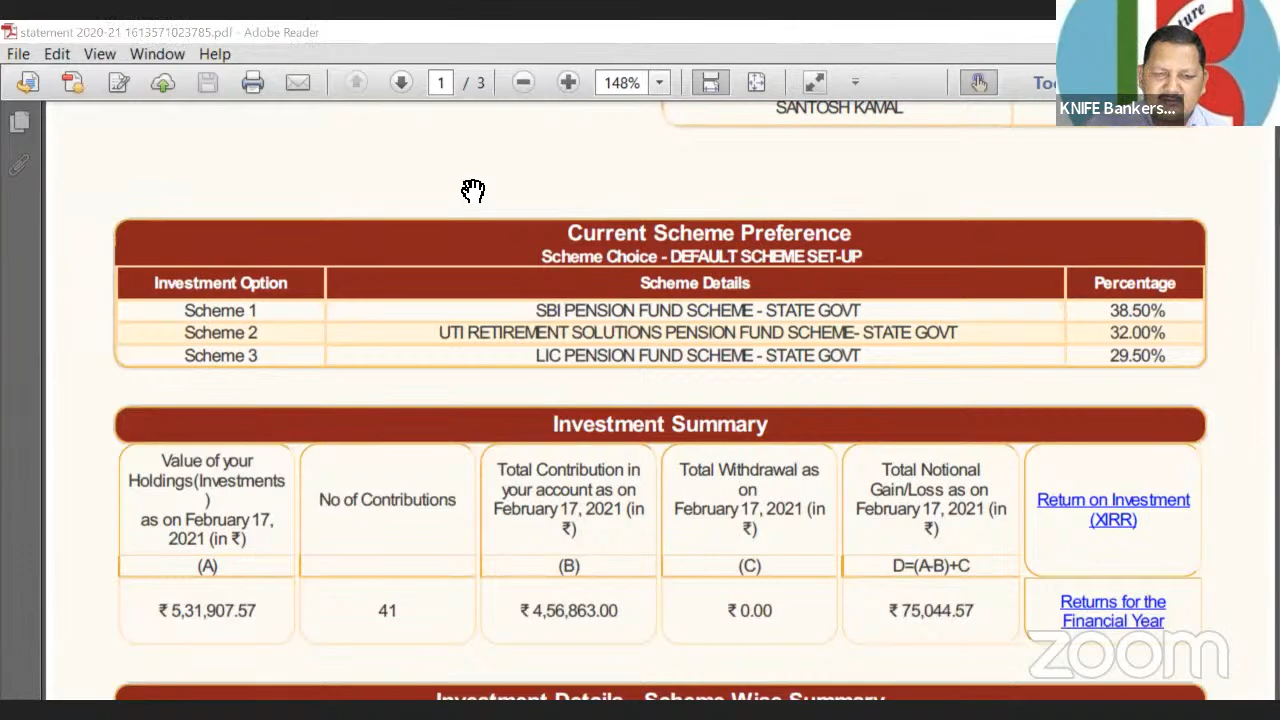 statement 2020-21 1613571023785.pdf - Adobe Reader
File Edit View Window Help
1 / 3 148%
KNIFE Bankers...
SANTOSH KAMAL
Current Scheme Preference
Scheme Choice - DEFAULT SCHEME SET-UP
Investment Option Scheme Details Percentage
Scheme 1 SBI PENSION FUND SCHEME - STATE GOVT 38.50%
Scheme 2 UTI RETIREMENT SOLUTIONS PENSION FUND SCHEME- STATE GOVT 32.00%
Scheme 3 LIC PENSION FUND SCHEME - STATE GOVT 29.50%
Investment Summary
Value of your
Holdings(Investments
)
as on February 17,
2021 (in ₹)
(A)
No of Contributions
Total Contribution in
your account as on
February 17, 2021 (in
₹)
(B)
Total Withdrawal as
on
February 17, 2021 (in
₹)
(C)
Total Notional
Gain/Loss as on
February 17, 2021 (in
₹)
D=(A-B)+C
Return on Investment
(XIRR)
₹ 5,31,907.57 41 ₹ 4,56,863.00 ₹ 0.00 ₹ 75,044.57
Returns for the
Financial Year
zoom
Investment Details - Scheme Wise Summary